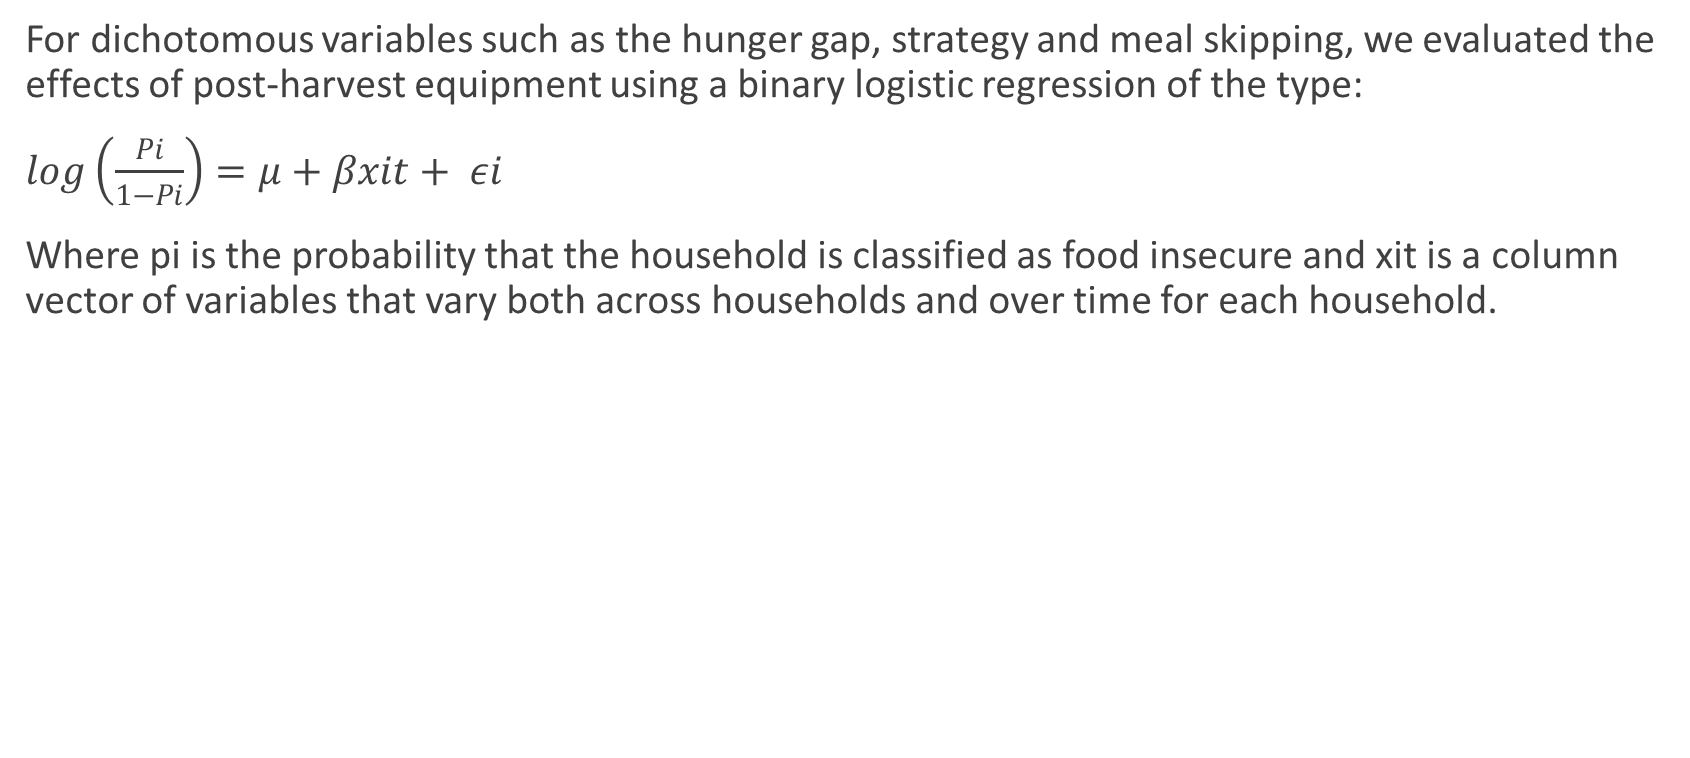 For dichotomous variables such as the hunger gap, strategy and meal skipping, we evaluated the
effects of post-harvest equipment using a binary logistic regression of the type:
log (Pi/1−Pi) = μ + βxit + ϵi
Where pi is the probability that the household is classified as food insecure and xit is a column
vector of variables that vary both across households and over time for each household.